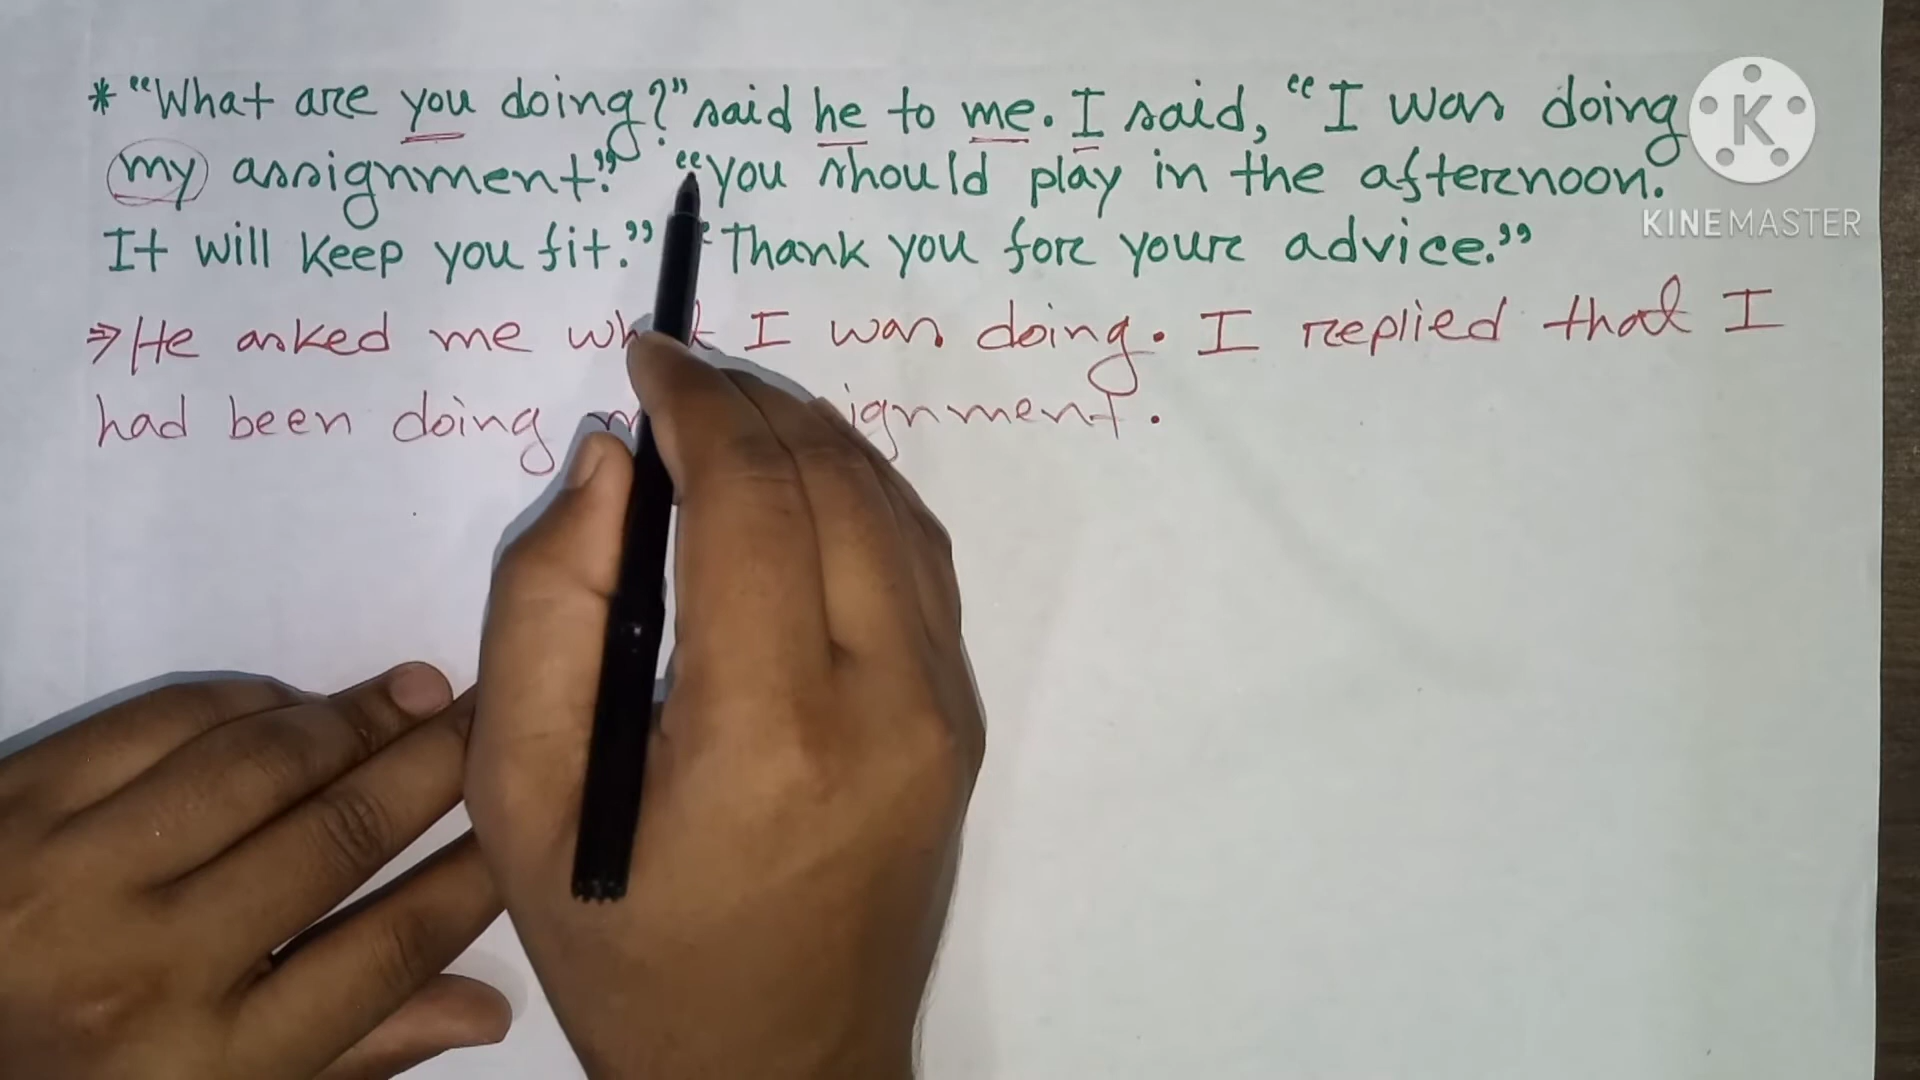 * “What are you doing?” said he to me. I said, “I was doing
my assignment.” “you should play in the afternoon.
It will keep you fit.” “Thank you for your advice.”
⇒ He asked me what I was doing. I replied that I
had been doing
K
KINEMASTER